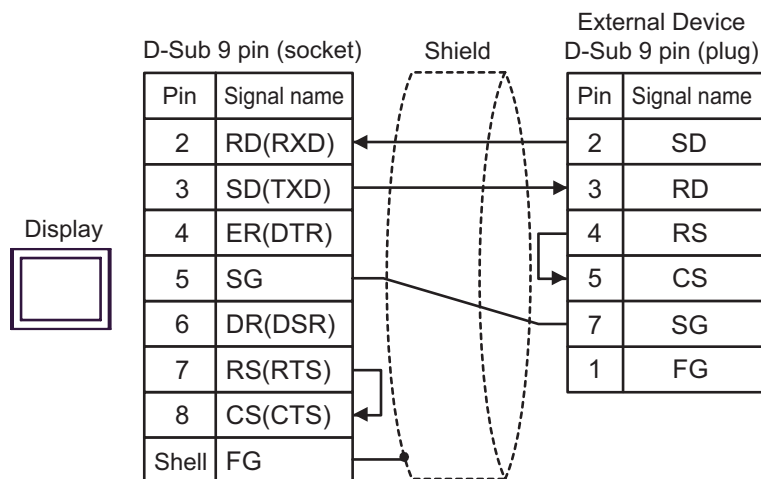 External Device
D-Sub 9 pin (socket) Shield D-Sub 9 pin (plug)
Pin Signal name Pin Signal name
2 RD(RXD) 2 SD
3 SD(TXD) 3 RD
Display 4 ER(DTR) 4 RS
5 SG 5 CS
6 DR(DSR) 7 SG
7 RS(RTS) 1 FG
8 CS(CTS)
Shell FG